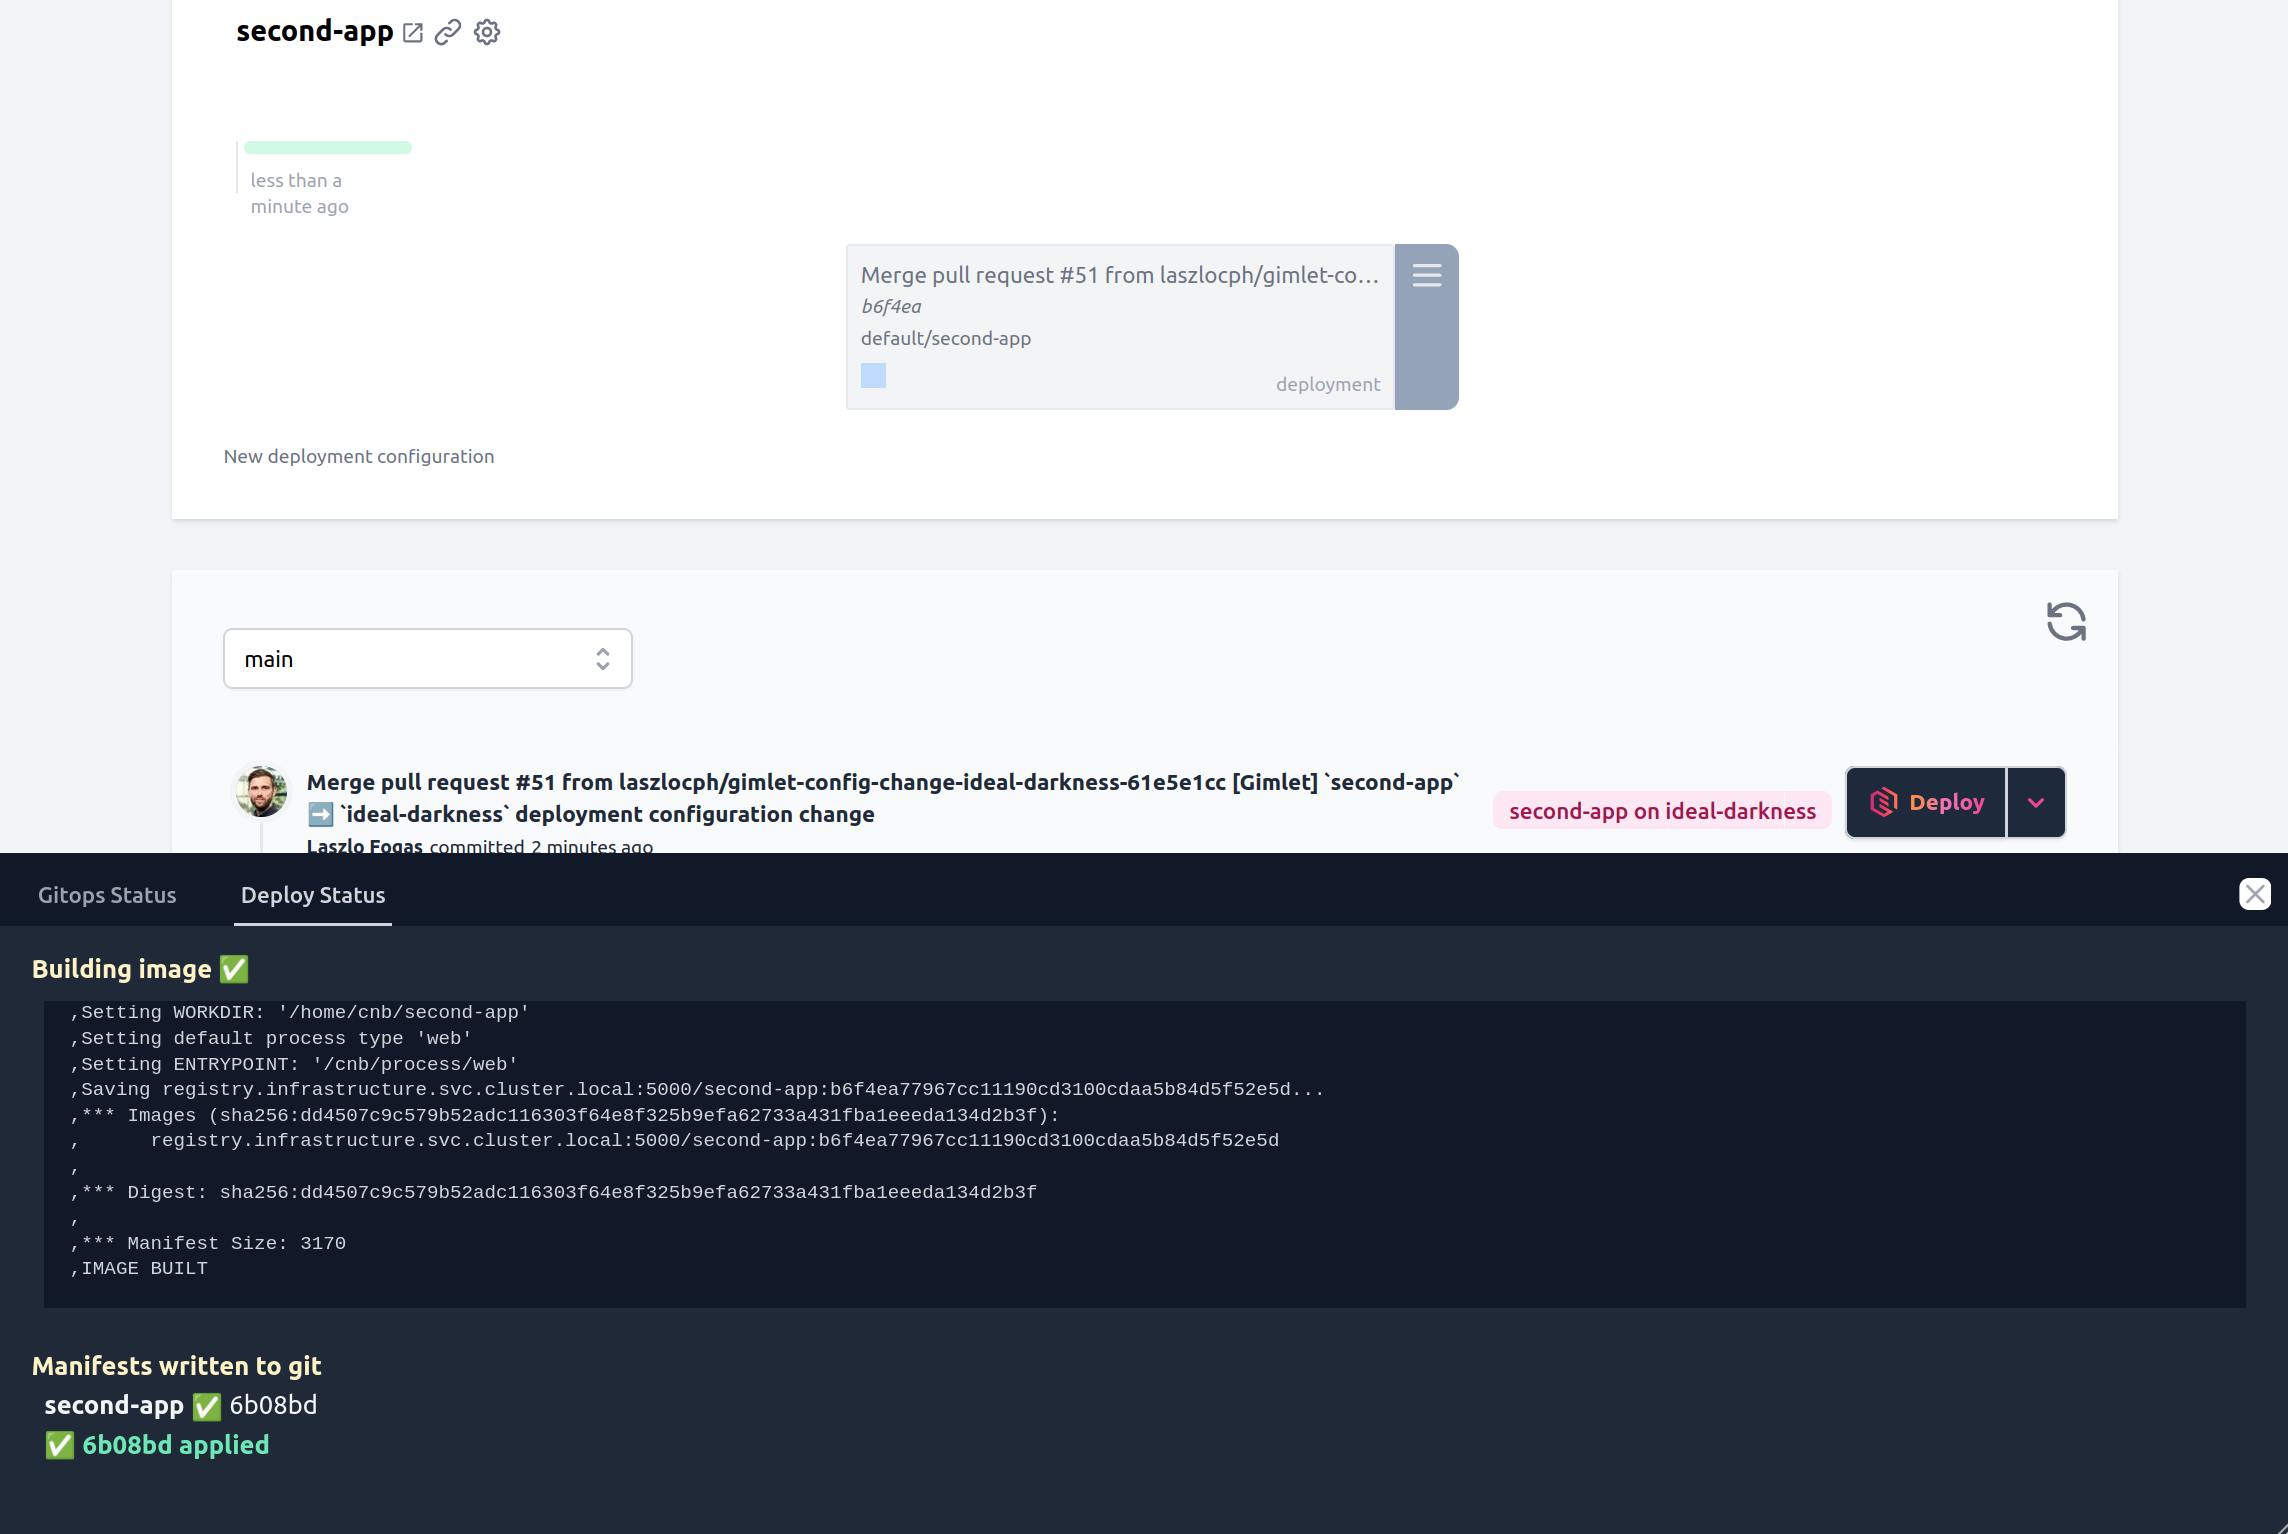 second-app
less than a
minute ago
Merge pull request #51 from laszlocph/gimlet-co...
b6f4ea
default/second-app
deployment
New deployment configuration
main
Merge pull request #51 from laszlocph/gimlet-config-change-ideal-darkness-61e5e1cc [Gimlet] `second-app`
➡️ `ideal-darkness` deployment configuration change
second-app on ideal-darkness
Deploy
Laszlo Fogas committed 2 minutes ago
Gitops Status
Deploy Status
Building image ✅
,Setting WORKDIR: '/home/cnb/second-app'
,Setting default process type 'web'
,Setting ENTRYPOINT: '/cnb/process/web'
,Saving registry.infrastructure.svc.cluster.local:5000/second-app:b6f4ea77967cc11190cd3100cdaa5b84d5f52e5d...
,*** Images (sha256:dd4507c9c579b52adc116303f64e8f325b9efa62733a431fba1eeeda134d2b3f):
,      registry.infrastructure.svc.cluster.local:5000/second-app:b6f4ea77967cc11190cd3100cdaa5b84d5f52e5d
,
,*** Digest: sha256:dd4507c9c579b52adc116303f64e8f325b9efa62733a431fba1eeeda134d2b3f
,
,*** Manifest Size: 3170
,IMAGE BUILT
Manifests written to git
second-app ✅ 6b08bd
✅ 6b08bd applied